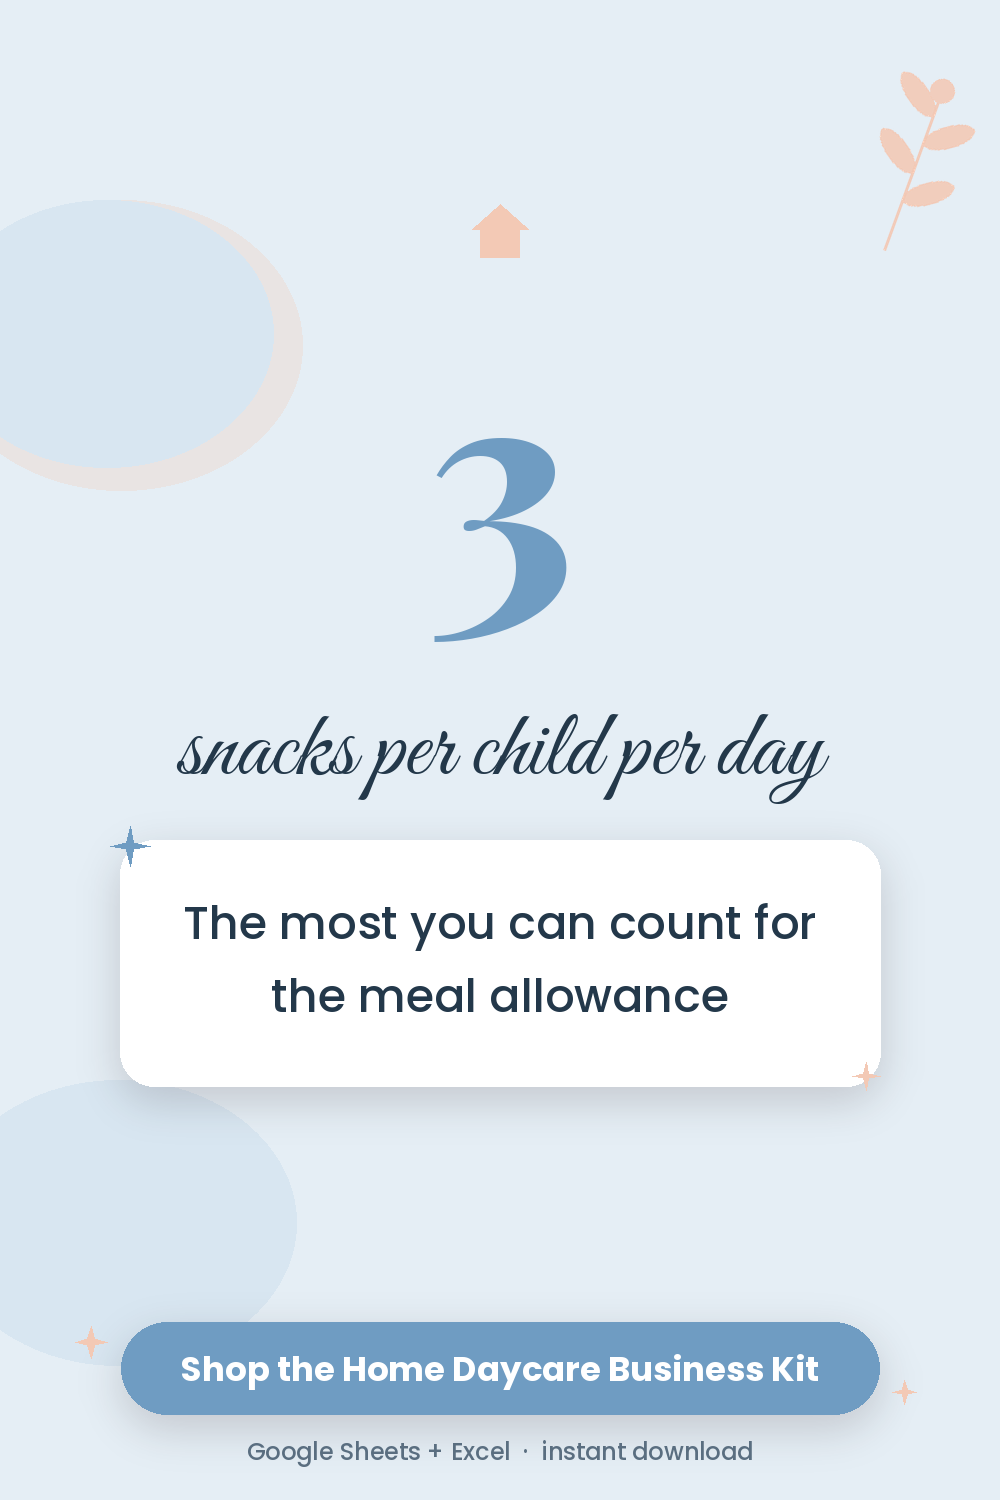 3
snacks per child per day
The most you can count for
the meal allowance
Shop the Home Daycare Business Kit
Google Sheets + Excel · instant download